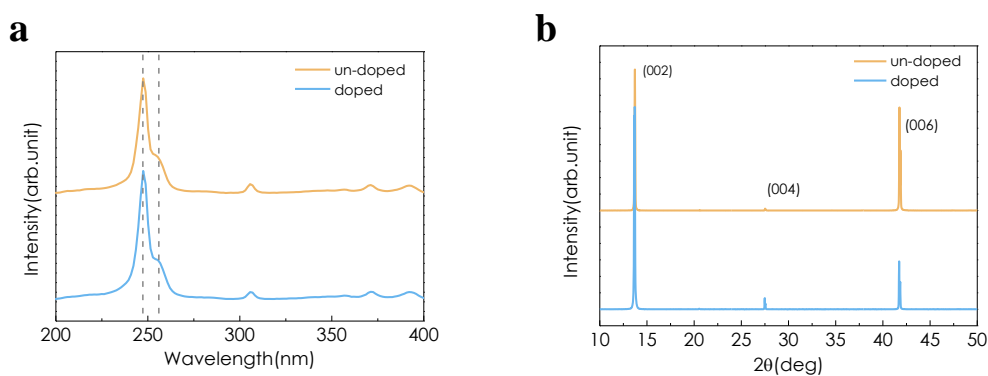 a
un-doped
doped
Intensity(arb.unit)
200
250
300
350
400
Wavelength(nm)
b
un-doped
doped
(002)
(004)
(006)
Intensity(arb.unit)
10
15
20
25
30
35
40
45
50
2θ(deg)